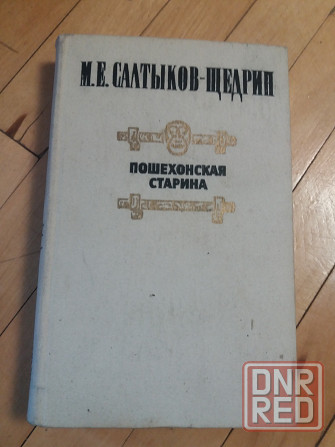 М.Е.САЛТЫКОВ-ЩЕДРИН
ПОШЕХОНСКАЯ
СТАРИНА
DNR
RED